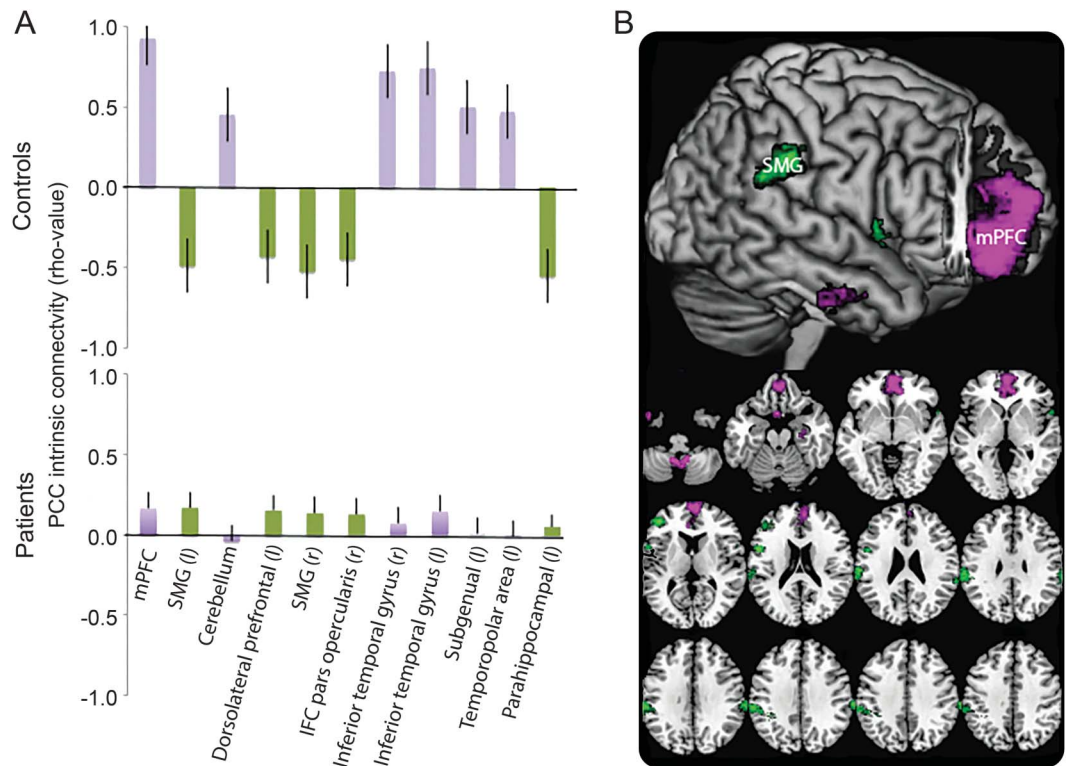 A
B
Controls
Patients
PCC intrinsic connectvity (rho-value)
1.0
0.5
0.0
-0.5
-1.0
1.0
0.5
0.0
-0.5
-1.0
mPFC
SMG (l)
Cerebellum
Dorsolateral prefrontal (l)
SMG (r)
IFC pars opercularis (r)
Inferior temporal gyrus (r)
Inferior temporal gyrus (l)
Subgenual (l)
Temporopolar area (l)
Parahippocampal (l)
SMG
mPFC